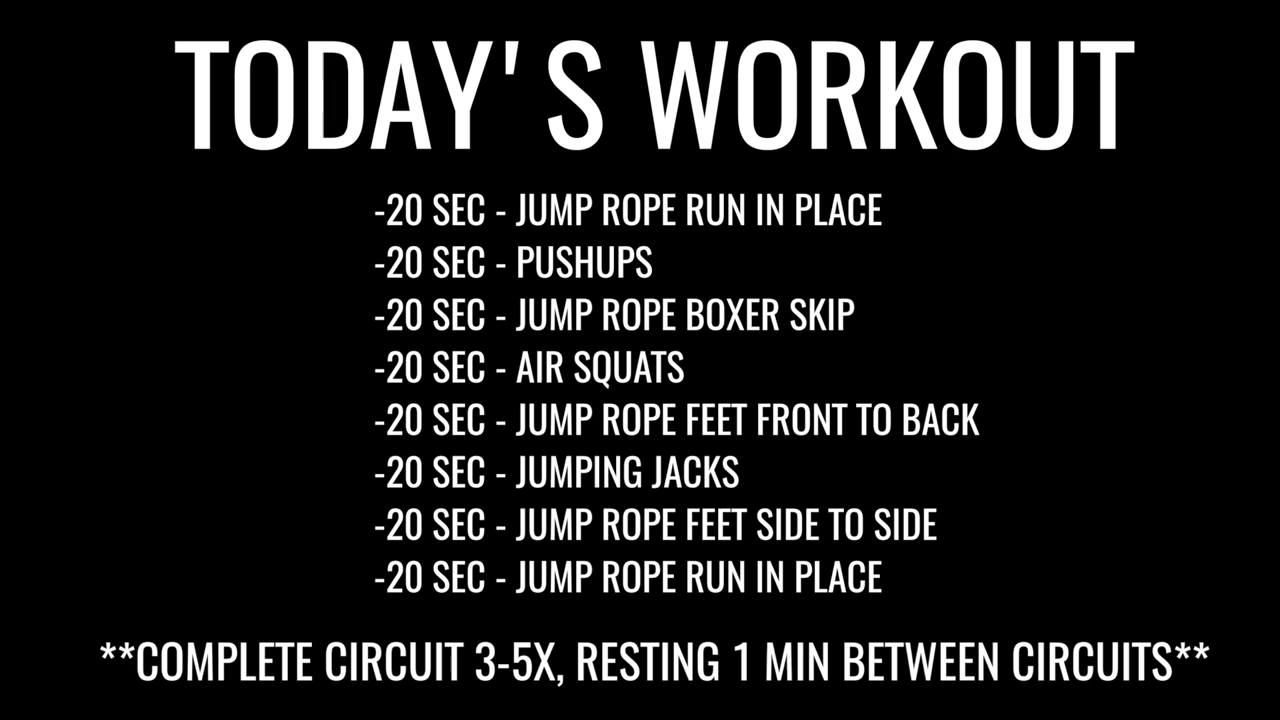 TODAY'S WORKOUT
-20 SEC - JUMP ROPE RUN IN PLACE
-20 SEC - PUSHUPS
-20 SEC - JUMP ROPE BOXER SKIP
-20 SEC - AIR SQUATS
-20 SEC - JUMP ROPE FEET FRONT TO BACK
-20 SEC - JUMPING JACKS
-20 SEC - JUMP ROPE FEET SIDE TO SIDE
-20 SEC - JUMP ROPE RUN IN PLACE
**COMPLETE CIRCUIT 3-5X, RESTING 1 MIN BETWEEN CIRCUITS**